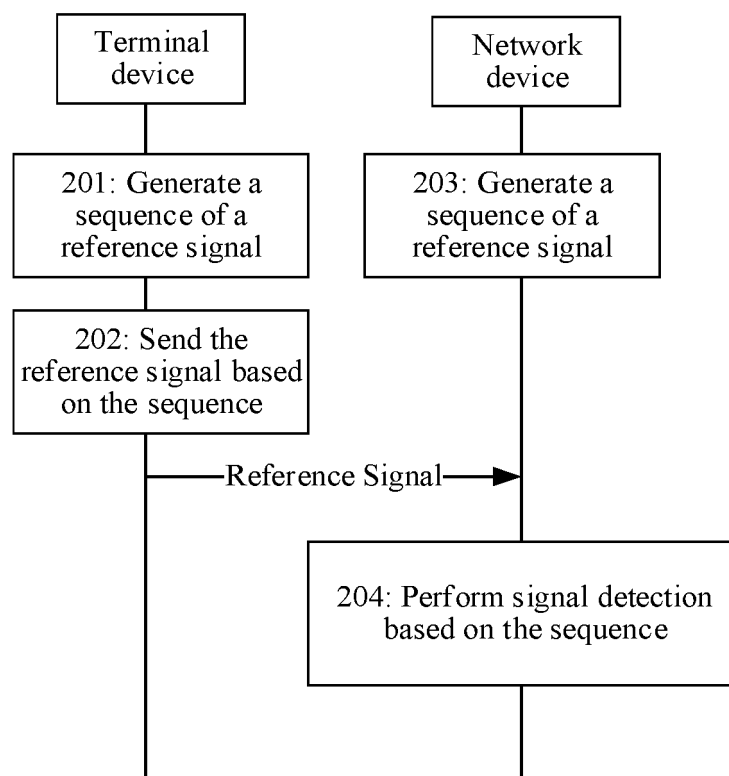 Terminal
device
Network
device
201: Generate a
sequence of a
reference signal
203: Generate a
sequence of a
reference signal
202: Send the
reference signal based
on the sequence
Reference Signal
204: Perform signal detection
based on the sequence